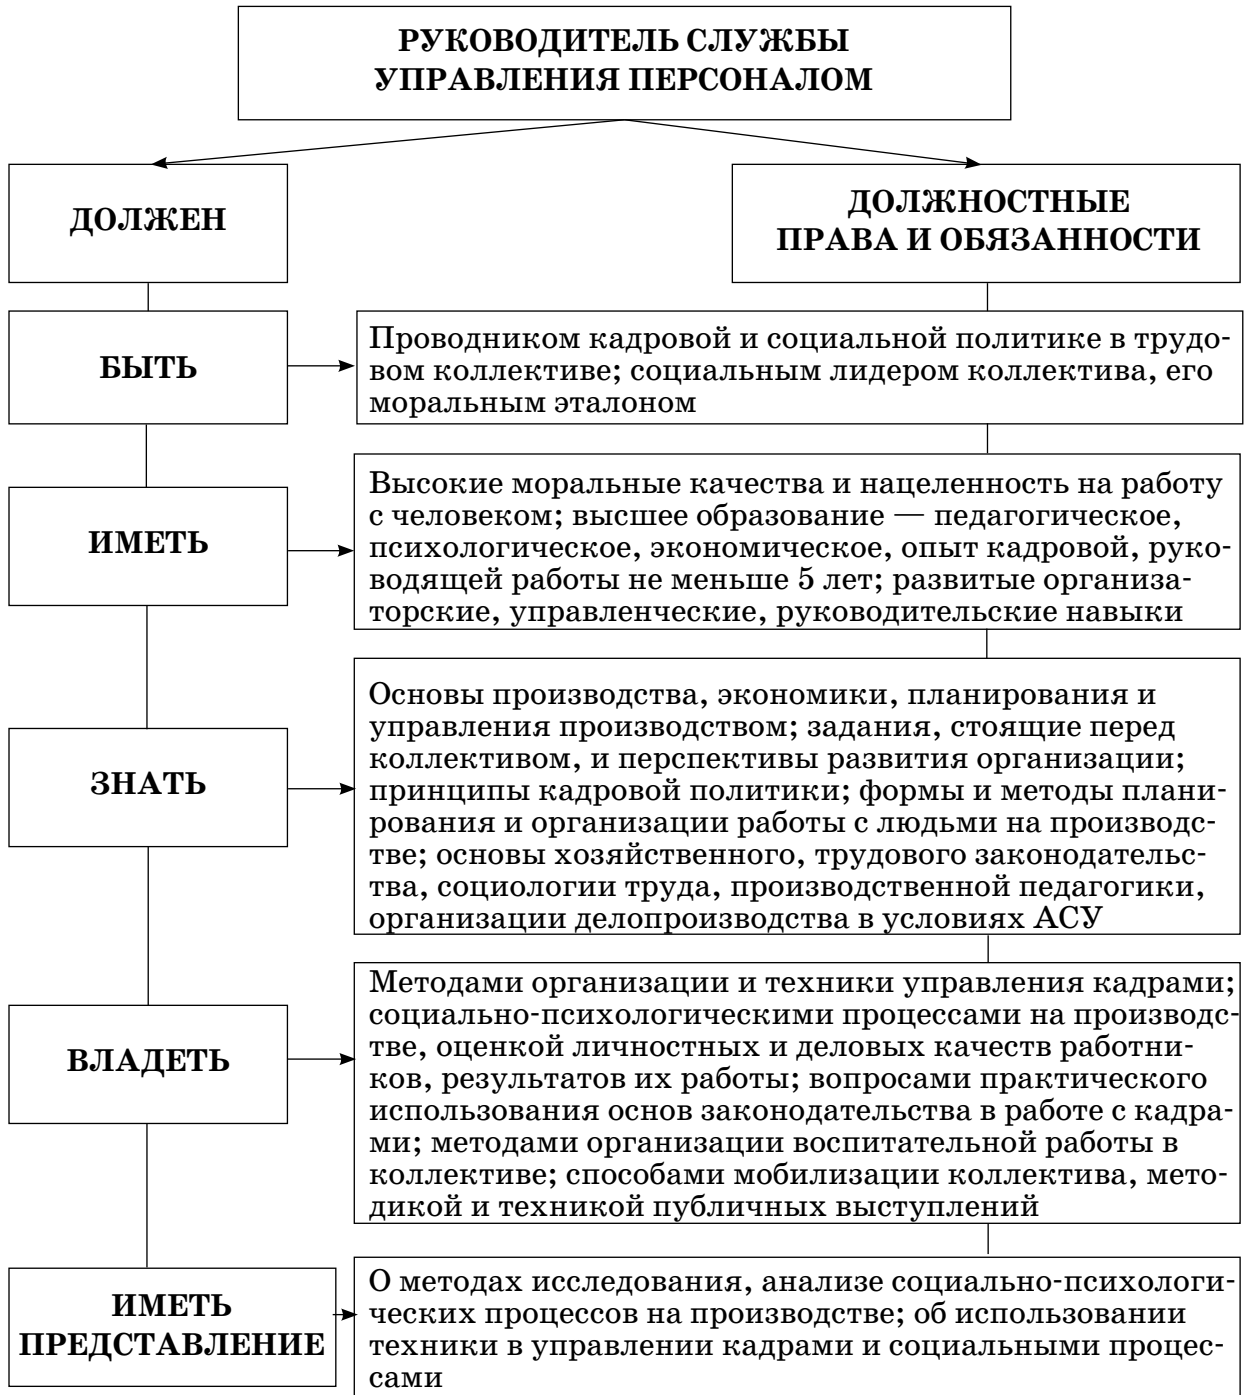 РУКОВОДИТЕЛЬ СЛУЖБЫ
УПРАВЛЕНИЯ ПЕРСОНАЛОМ
ДОЛЖЕН
ДОЛЖНОСТНЫЕ
ПРАВА И ОБЯЗАННОСТИ
БЫТЬ
Проводником кадровой и социальной политике в трудо-
вом коллективе; социальным лидером коллектива, его
моральным эталоном
ИМЕТЬ
Высокие моральные качества и нацеленность на работу
с человеком; высшее образование — педагогическое,
психологическое, экономическое, опыт кадровой, руко-
водящей работы не меньше 5 лет; развитые организа-
торские, управленческие, руководительские навыки
ЗНАТЬ
Основы производства, экономики, планирования и
управления производством; задания, стоящие перед
коллективом, и перспективы развития организации;
принципы кадровой политики; формы и методы плани-
рования и организации работы с людьми на производс-
тве; основы хозяйственного, трудового законодательс-
тва, социологии труда, производственной педагогики,
организации делопроизводства в условиях АСУ
ВЛАДЕТЬ
Методами организации и техники управления кадрами;
социально-психологическими процессами на производс-
тве, оценкой личностных и деловых качеств работни-
ков, результатов их работы; вопросами практического
использования основ законодательства в работе с кадра-
ми; методами организации воспитательной работы в
коллективе; способами мобилизации коллектива, мето-
дикой и техникой публичных выступлений
ИМЕТЬ
ПРЕДСТАВЛЕНИЕ
О методах исследования, анализе социально-психологи-
ческих процессов на производстве; об использовании
техники в управлении кадрами и социальными процес-
сами